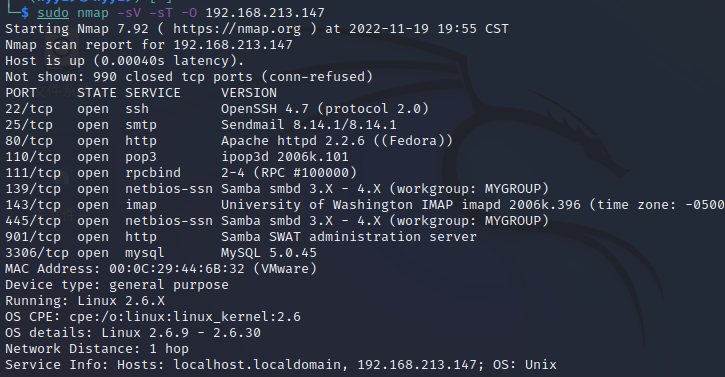 └─$ sudo nmap -sV -sT -O 192.168.213.147
Starting Nmap 7.92 ( https://nmap.org ) at 2022-11-19 19:55 CST
Nmap scan report for 192.168.213.147
Host is up (0.00040s latency).
Not shown: 990 closed tcp ports (conn-refused)
PORT     STATE SERVICE     VERSION
22/tcp   open  ssh         OpenSSH 4.7 (protocol 2.0)
25/tcp   open  smtp        Sendmail 8.14.1/8.14.1
80/tcp   open  http        Apache httpd 2.2.6 ((Fedora))
110/tcp  open  pop3        ipop3d 2006k.101
111/tcp  open  rpcbind     2-4 (RPC #100000)
139/tcp  open  netbios-ssn Samba smbd 3.X - 4.X (workgroup: MYGROUP)
143/tcp  open  imap        University of Washington IMAP imapd 2006k.396 (time zone: -0500
445/tcp  open  netbios-ssn Samba smbd 3.X - 4.X (workgroup: MYGROUP)
901/tcp  open  http        Samba SWAT administration server
3306/tcp open  mysql       MySQL 5.0.45
MAC Address: 00:0C:29:44:6B:32 (VMware)
Device type: general purpose
Running: Linux 2.6.X
OS CPE: cpe:/o:linux:linux_kernel:2.6
OS details: Linux 2.6.9 - 2.6.30
Network Distance: 1 hop
Service Info: Hosts: localhost.localdomain, 192.168.213.147; OS: Unix